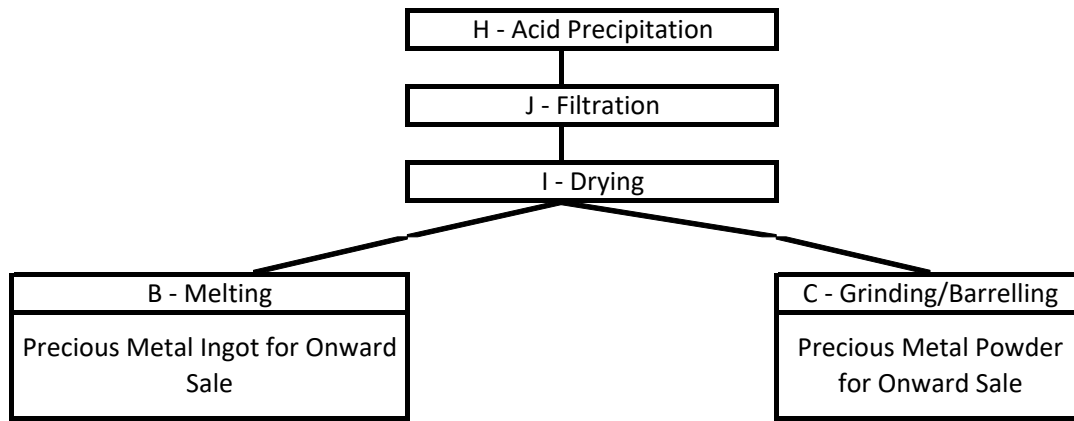 H - Acid Precipitation
J - Filtration
I - Drying
B - Melting
Precious Metal Ingot for Onward
Sale
C - Grinding/Barrelling
Precious Metal Powder
for Onward Sale